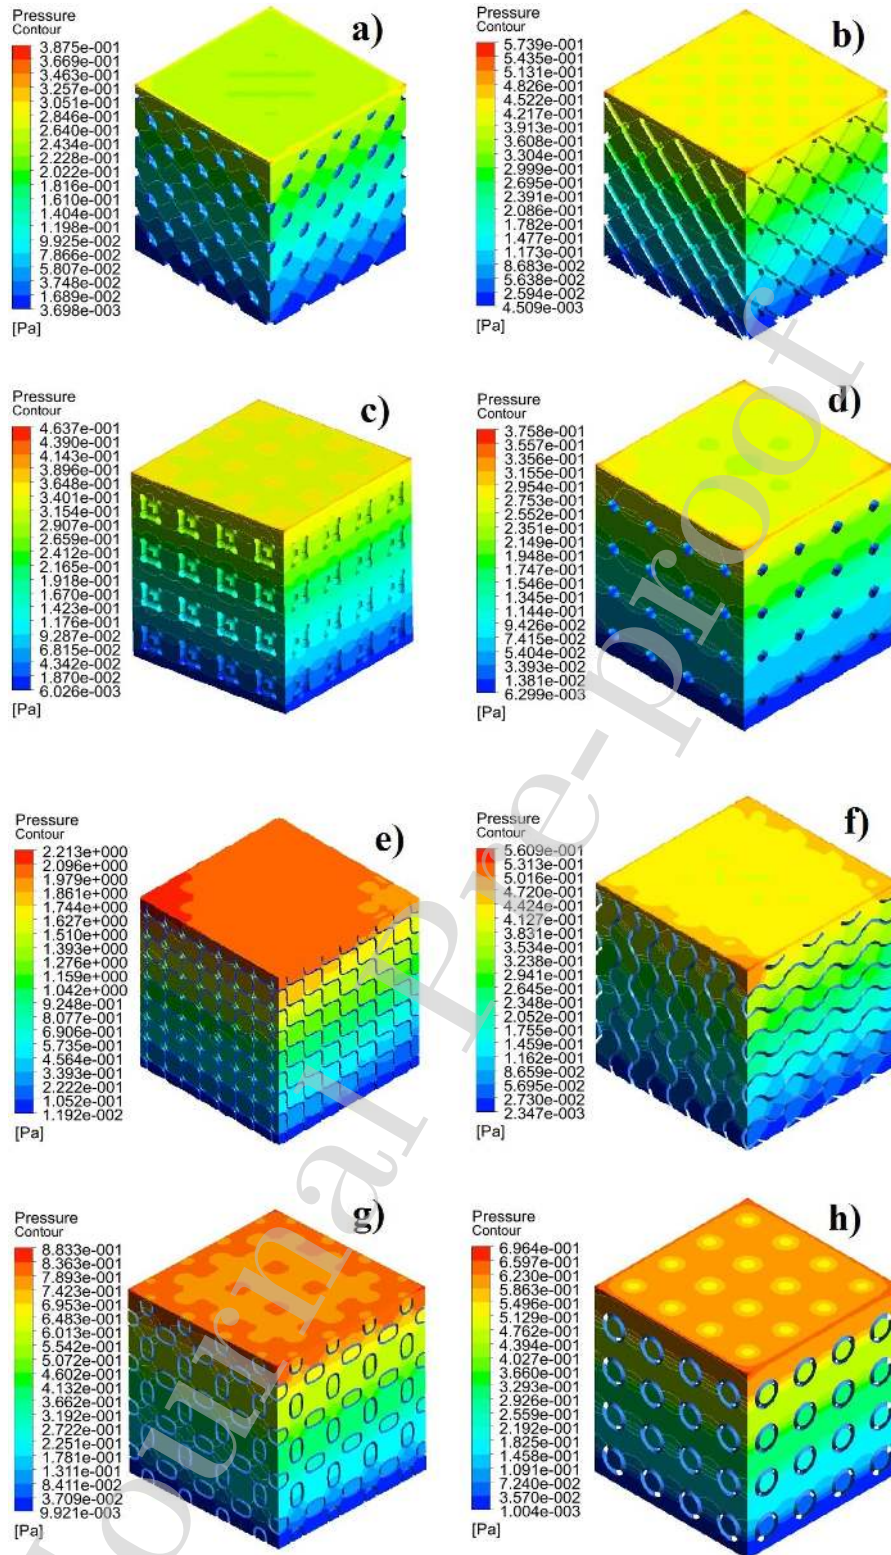 Pressure
Contour
a)
3.875e-001
3.669e-001
3.463e-001
3.257e-001
3.051e-001
2.846e-001
2.640e-001
2.434e-001
2.228e-001
2.022e-001
1.816e-001
1.610e-001
1.404e-001
1.198e-001
9.925e-002
7.866e-002
5.807e-002
3.748e-002
1.689e-002
3.698e-003
[Pa]
Pressure
Contour
b)
5.739e-001
5.435e-001
5.131e-001
4.826e-001
4.522e-001
4.217e-001
3.913e-001
3.608e-001
3.304e-001
2.999e-001
2.695e-001
2.391e-001
2.086e-001
1.782e-001
1.477e-001
1.173e-001
8.683e-002
5.638e-002
2.594e-002
4.509e-003
[Pa]
Pressure
Contour
c)
4.637e-001
4.390e-001
4.143e-001
3.896e-001
3.648e-001
3.401e-001
3.154e-001
2.907e-001
2.659e-001
2.412e-001
2.165e-001
1.918e-001
1.670e-001
1.423e-001
1.176e-001
9.287e-002
6.815e-002
4.342e-002
1.870e-002
6.026e-003
[Pa]
Pressure
Contour
d)
3.758e-001
3.557e-001
3.356e-001
3.155e-001
2.954e-001
2.753e-001
2.552e-001
2.351e-001
2.149e-001
1.948e-001
1.747e-001
1.546e-001
1.345e-001
1.144e-001
9.426e-002
7.415e-002
5.404e-002
3.393e-002
1.381e-002
6.299e-003
[Pa]
Pressure
Contour
e)
2.213e+000
2.096e+000
1.979e+000
1.861e+000
1.744e+000
1.627e+000
1.510e+000
1.393e+000
1.276e+000
1.159e+000
1.042e+000
9.248e-001
8.077e-001
6.906e-001
5.735e-001
4.564e-001
3.393e-001
2.222e-001
1.052e-001
1.192e-002
[Pa]
Pressure
Contour
f)
5.609e-001
5.313e-001
5.016e-001
4.720e-001
4.424e-001
4.127e-001
3.831e-001
3.534e-001
3.238e-001
2.941e-001
2.645e-001
2.348e-001
2.052e-001
1.755e-001
1.459e-001
1.162e-001
8.659e-002
5.695e-002
2.730e-002
2.347e-003
[Pa]
Pressure
Contour
g)
8.833e-001
8.363e-001
7.893e-001
7.423e-001
6.953e-001
6.483e-001
6.013e-001
5.542e-001
5.072e-001
4.602e-001
4.132e-001
3.662e-001
3.192e-001
2.722e-001
2.251e-001
1.781e-001
1.311e-001
8.411e-002
3.709e-002
9.921e-003
[Pa]
Pressure
Contour
h)
6.964e-001
6.597e-001
6.230e-001
5.863e-001
5.496e-001
5.129e-001
4.762e-001
4.394e-001
4.027e-001
3.660e-001
3.293e-001
2.926e-001
2.559e-001
2.192e-001
1.825e-001
1.458e-001
1.091e-001
7.240e-002
3.570e-002
1.004e-003
[Pa]
Journal Pre-proof